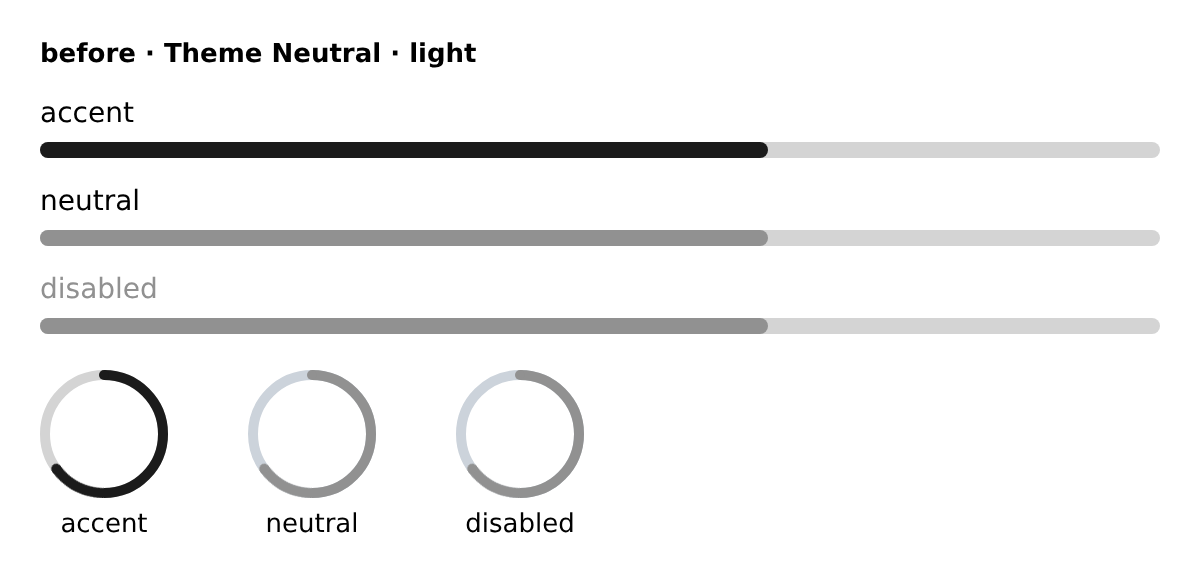 before · Theme Neutral · light
accent
neutral
disabled
accent
neutral
disabled